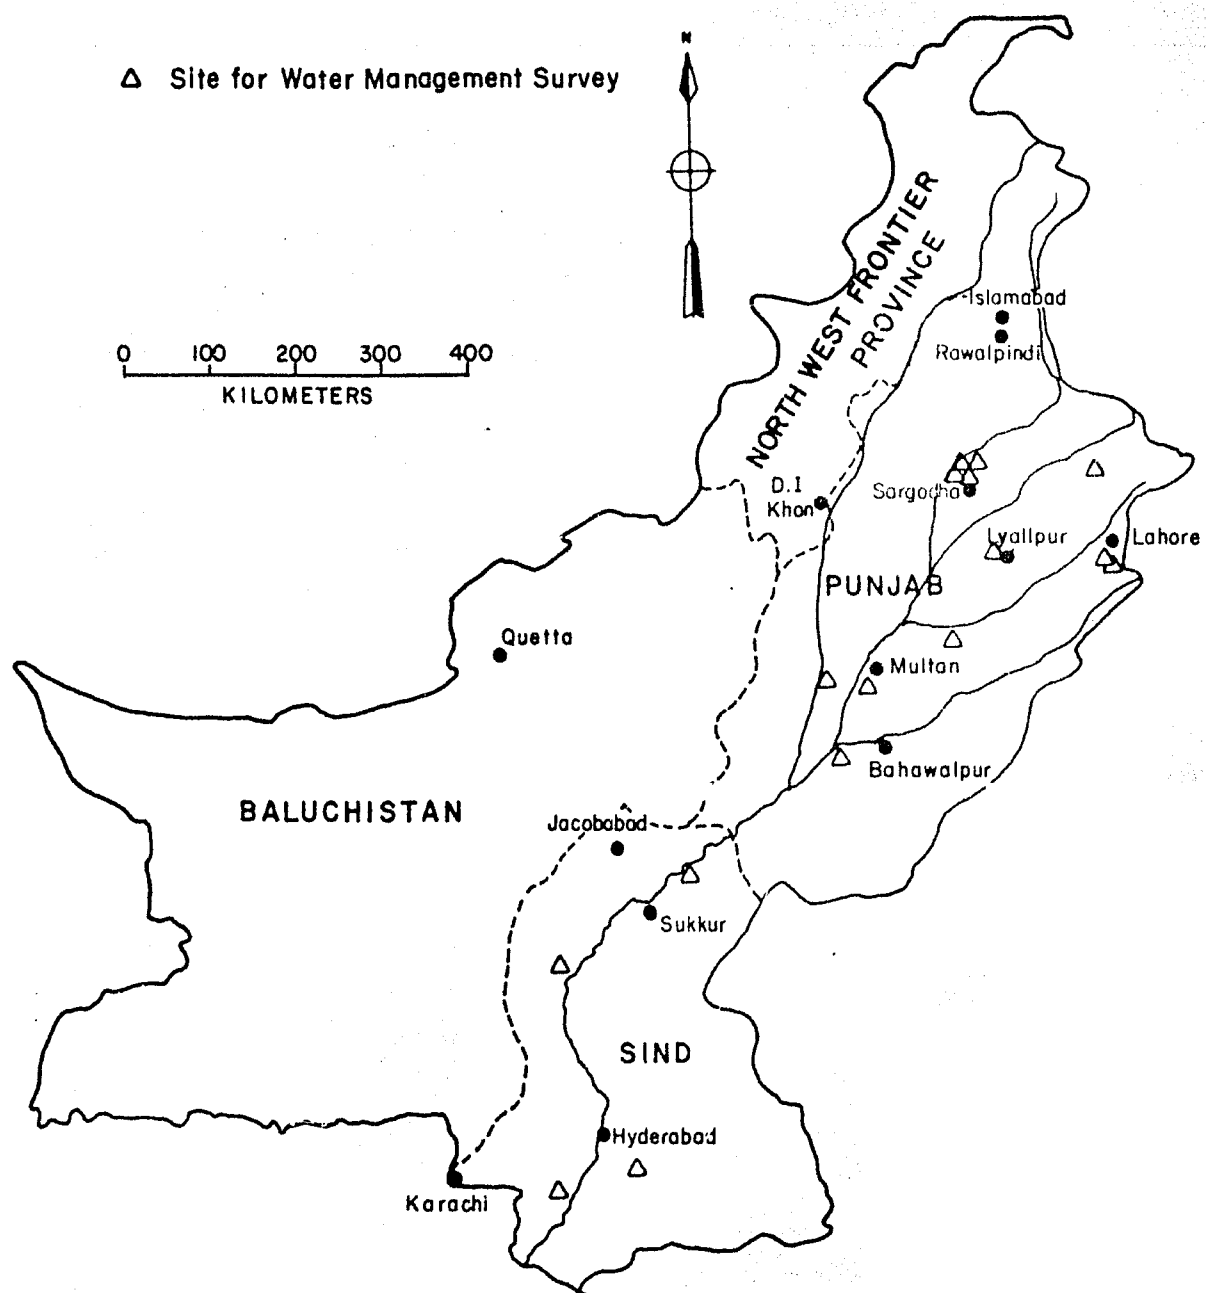 N
Site for Water Management Survey
0 100 200 300 400
KILOMETERS
NORTH WEST FRONTIER
PROVINCE
Islamabad
Rawalpindi
D.I
Khan
Sargodha
Lyallpur
Lahore
PUNJAB
Quetta
Multan
Bahawalpur
BALUCHISTAN
Jacobabad
Sukkur
SIND
Hyderabad
Karachi